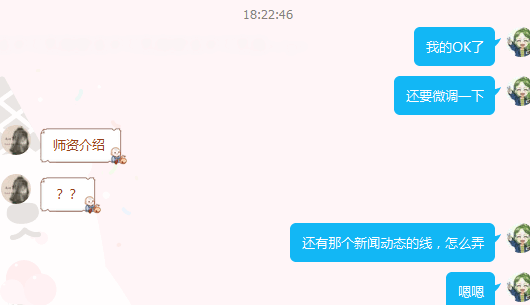 18:22:46
我的OK了
还要微调一下
师资介绍
？？
还有那个新闻动态的线，怎么弄
嗯嗯